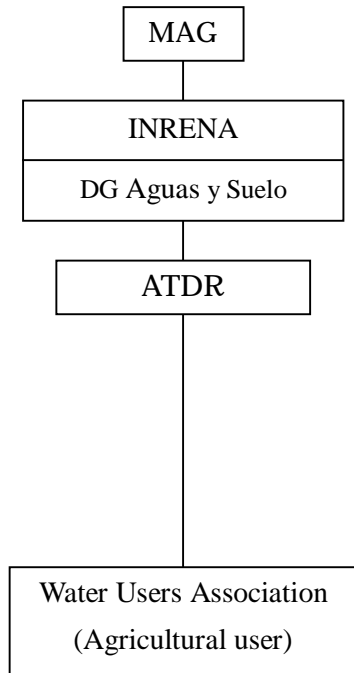 MAG
INRENA
DG Aguas y Suelo
ATDR
Water Users Association
(Agricultural user)